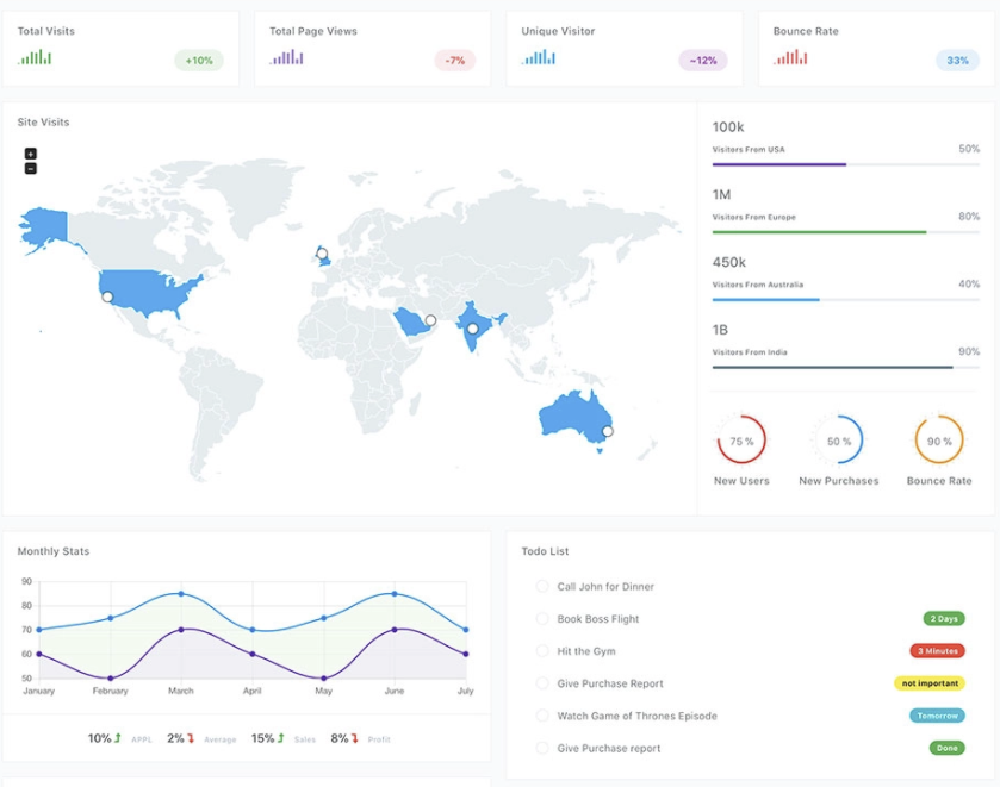 Total Visits
+10%
Total Page Views
-7%
Unique Visitor
~12%
Bounce Rate
33%
Site Visits
+
−
100k
Visitors From USA 50%
1M
Visitors From Europe 80%
450k
Visitors From Australia 40%
1B
Visitors From India 90%
75 % 50 % 90 %
New Users New Purchases Bounce Rate
Monthly Stats
90
80
70
60
50
January February March April May June July
10% APPL 2% Average 15% Sales 8% Profit
Todo List
Call John for Dinner
Book Boss Flight 2 Days
Hit the Gym 3 Minutes
Give Purchase Report not important
Watch Game of Thrones Episode Tomorrow
Give Purchase report Done